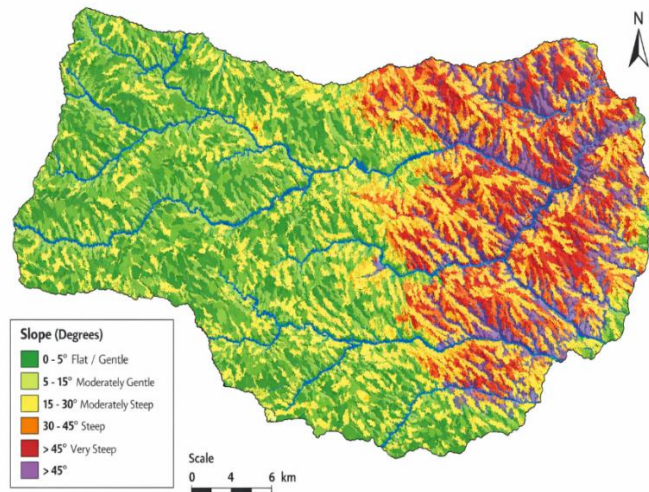 N
Slope (Degrees)
0 - 5° Flat / Gentle
5 - 15° Moderately Gentle
15 - 30° Moderately Steep
30 - 45° Steep
> 45° Very Steep
> 45°
Scale
0 4 6 km